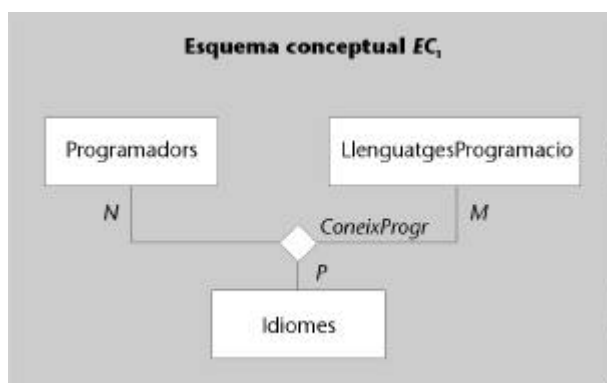 Esquema conceptual EC₁
Programadors
LlenguatgesProgramacio
N
ConeixProgr
M
P
Idiomes